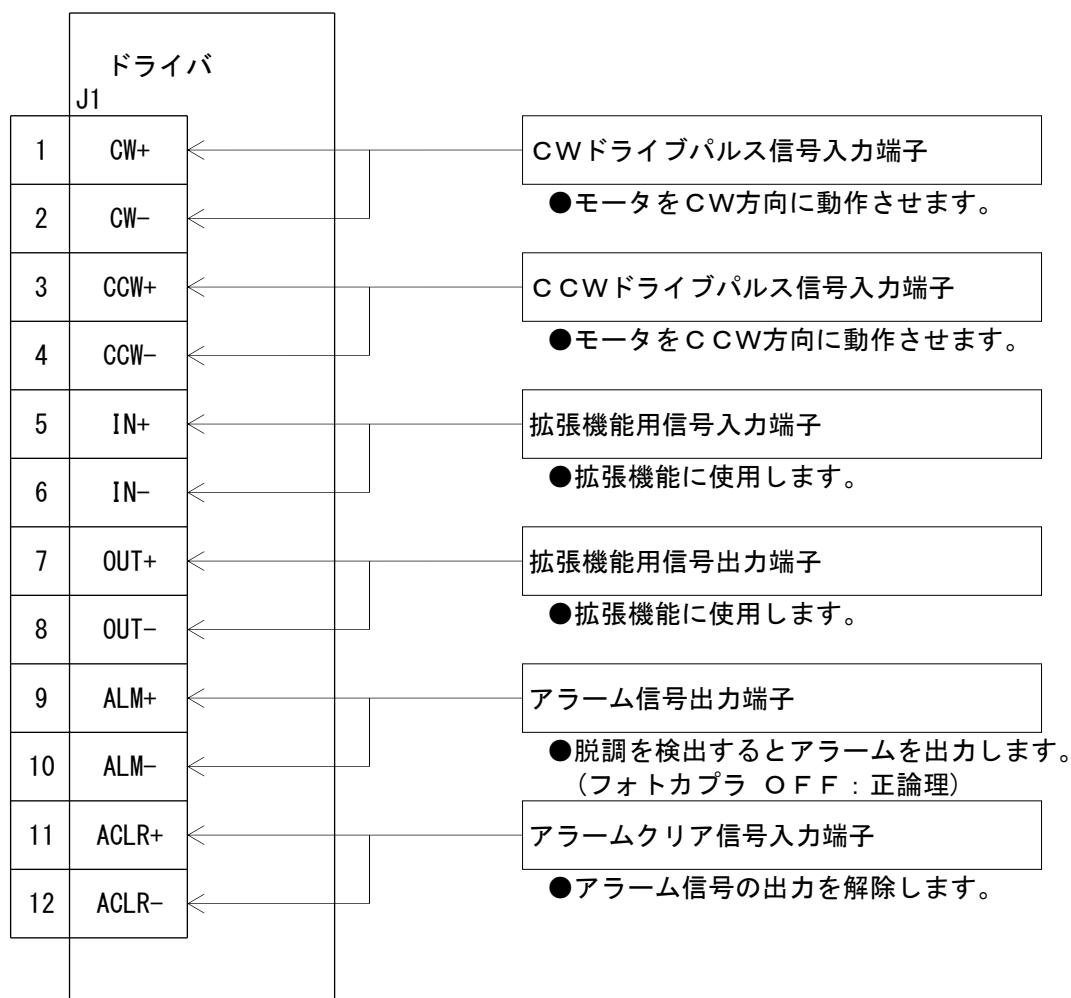 ドライバ
J1
1 CW+ CWドライブパルス信号入力端子
2 CW- ●モータをCW方向に動作させます。
3 CCW+ CCWドライブパルス信号入力端子
4 CCW- ●モータをCCW方向に動作させます。
5 IN+ 拡張機能用信号入力端子
6 IN- ●拡張機能に使用します。
7 OUT+ 拡張機能用信号出力端子
8 OUT- ●拡張機能に使用します。
9 ALM+ アラーム信号出力端子
10 ALM- ●脱調を検出するとアラームを出力します。
(フォトカプラ OFF:正論理)
11 ACLR+ アラームクリア信号入力端子
12 ACLR- ●アラーム信号の出力を解除します。